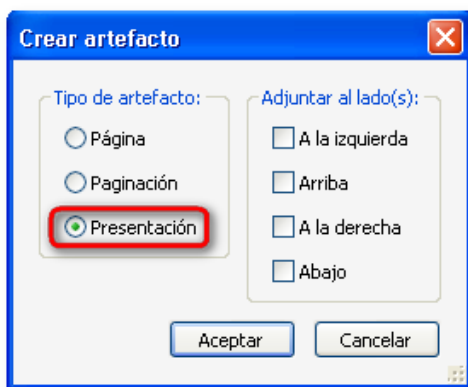 Crear artefacto
Tipo de artefacto:
Página
Paginación
Presentación
Adjuntar al lado(s):
A la izquierda
Arriba
A la derecha
Abajo
Aceptar
Cancelar